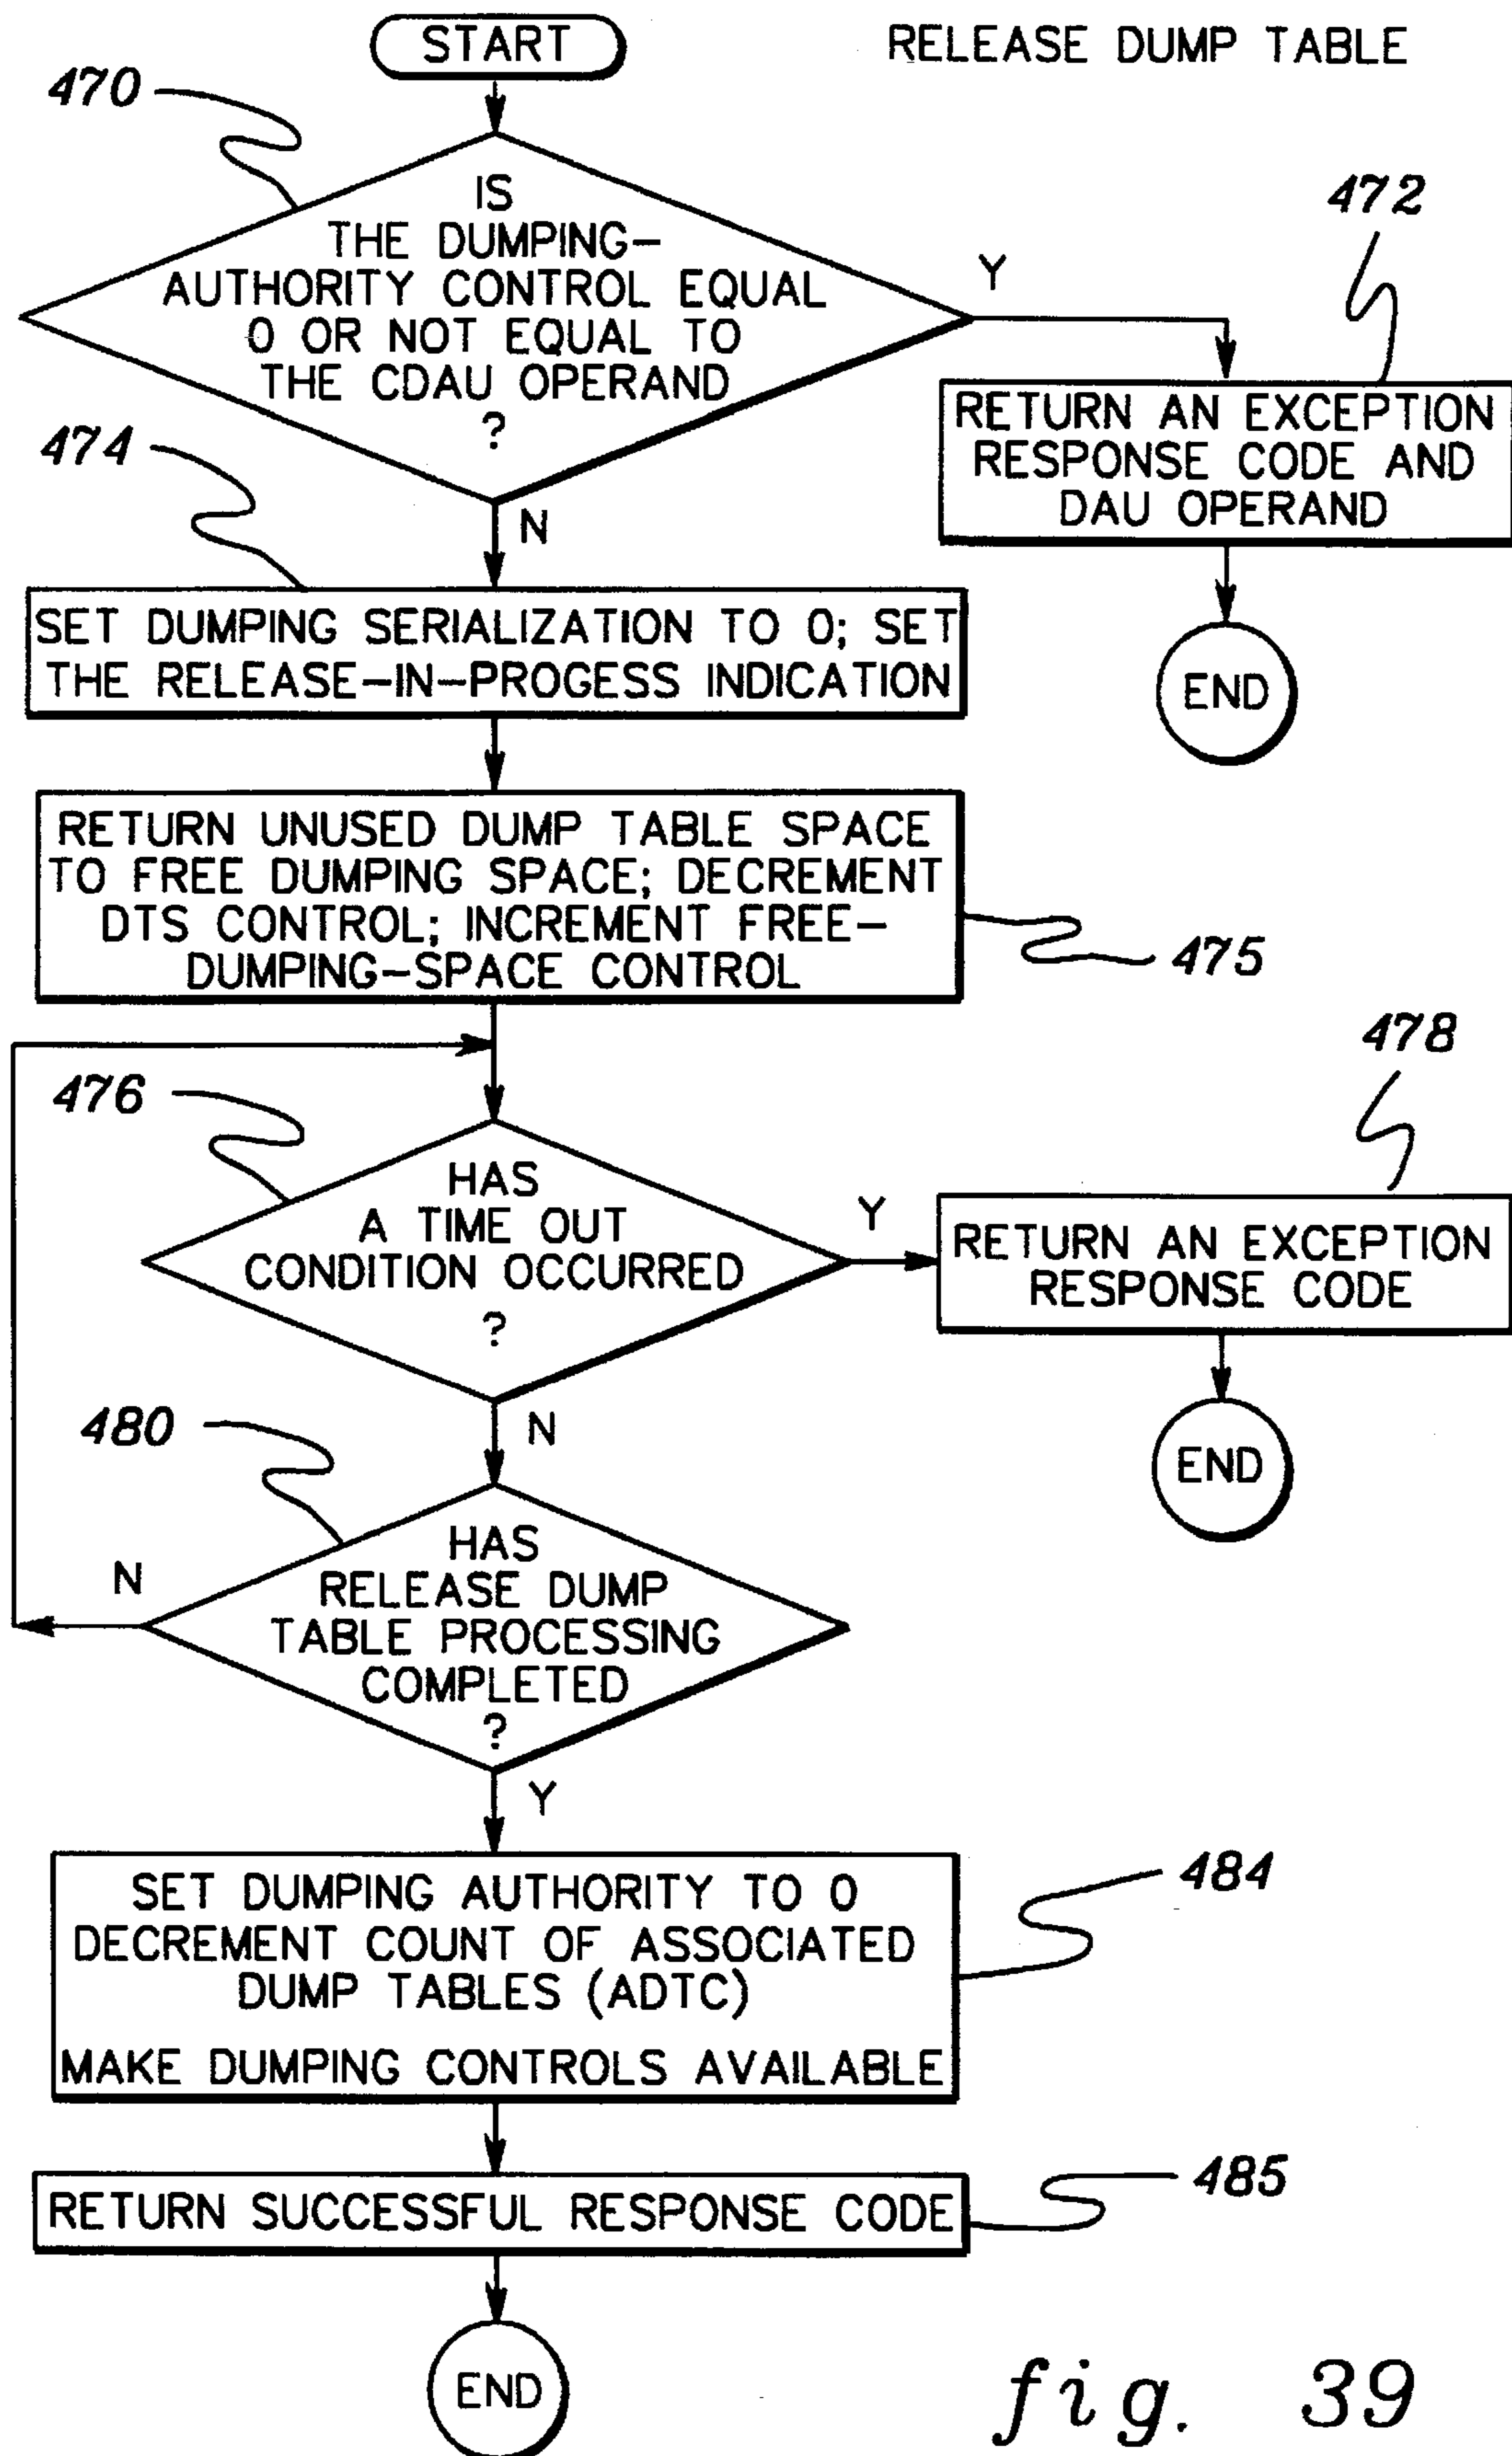 START
RELEASE DUMP TABLE
470
IS
THE DUMPING-
AUTHORITY CONTROL EQUAL
0 OR NOT EQUAL TO
THE CDAU OPERAND
?
Y
472
RETURN AN EXCEPTION
RESPONSE CODE AND
DAU OPERAND
END
N
474
SET DUMPING SERIALIZATION TO 0; SET
THE RELEASE-IN-PROGESS INDICATION
RETURN UNUSED DUMP TABLE SPACE
TO FREE DUMPING SPACE; DECREMENT
DTS CONTROL; INCREMENT FREE-
DUMPING-SPACE CONTROL
475
476
HAS
A TIME OUT
CONDITION OCCURRED
?
Y
478
RETURN AN EXCEPTION
RESPONSE CODE
END
N
480
HAS
RELEASE DUMP
TABLE PROCESSING
COMPLETED
?
N
Y
SET DUMPING AUTHORITY TO 0
DECREMENT COUNT OF ASSOCIATED
DUMP TABLES (ADTC)
MAKE DUMPING CONTROLS AVAILABLE
484
RETURN SUCCESSFUL RESPONSE CODE
485
END
fig. 39